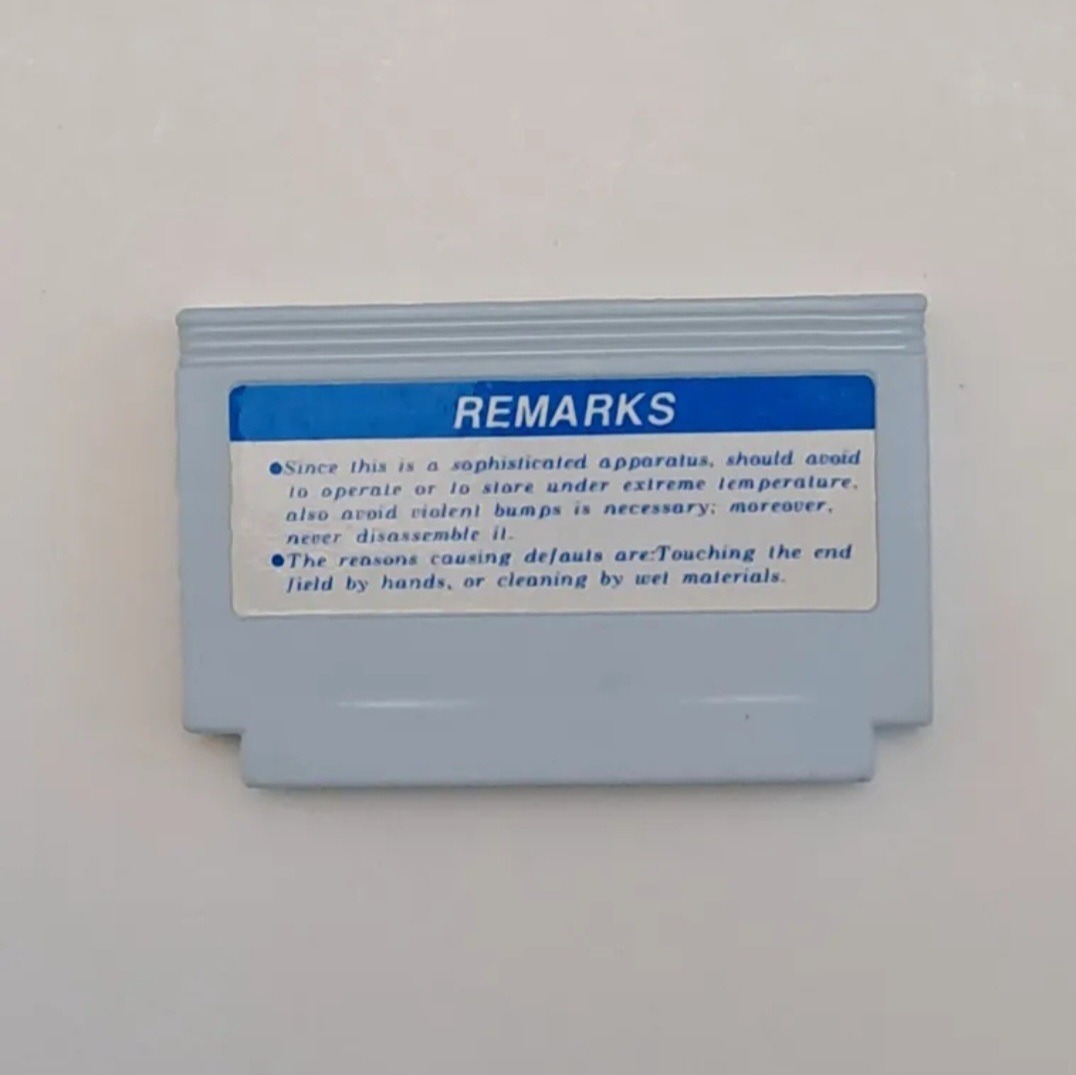 REMARKS
●Since this is a sophisticated apparatus, should avoid
to operate or to store under extreme temperature,
also avoid violent bumps is necessary; moreover,
never disassemble it.
●The reasons causing defauts are:Touching the end
field by hands, or cleaning by wet materials.